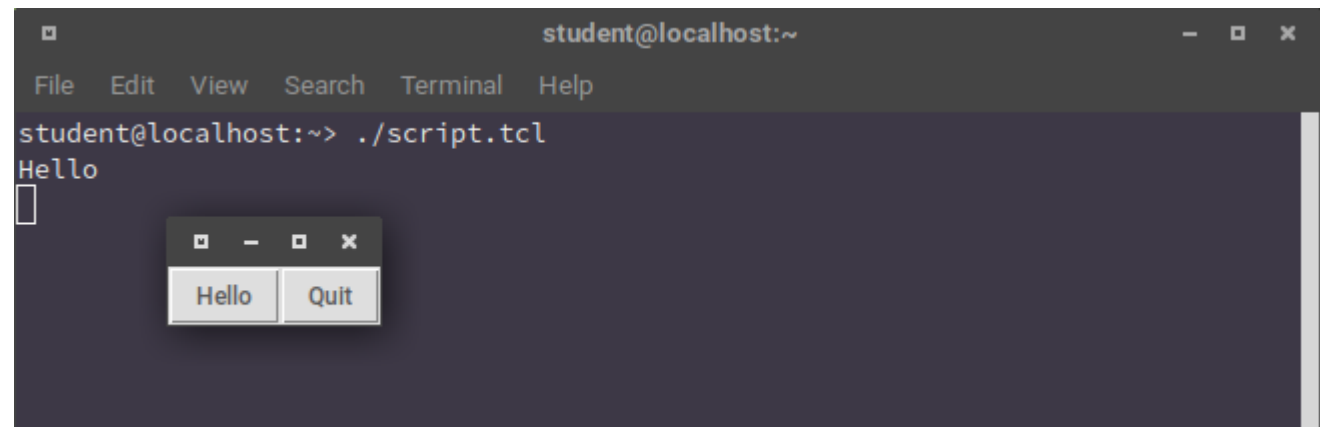 student@localhost:~
File Edit View Search Terminal Help
student@localhost:~> ./script.tcl
Hello
Hello Quit